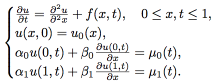 ∂u/∂t = ∂²u/∂²x + f(x, t), 0 ≤ x, t ≤ 1,
u(x, 0) = u₀(x),
α₀u(0, t) + β₀ ∂u(0,t)/∂x = μ₀(t),
α₁u(1, t) + β₁ ∂u(1,t)/∂x = μ₁(t).